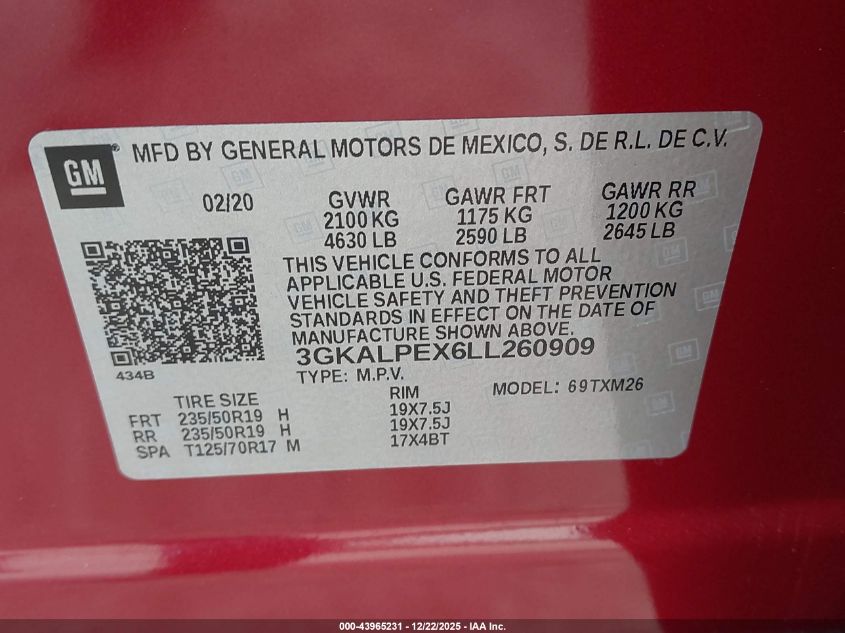 GM
MFD BY GENERAL MOTORS DE MEXICO, S. DE R.L. DE C.V.
02/20 GVWR GAWR FRT GAWR RR
2100 KG 1175 KG 1200 KG
4630 LB 2590 LB 2645 LB
THIS VEHICLE CONFORMS TO ALL
APPLICABLE U.S. FEDERAL MOTOR
VEHICLE SAFETY AND THEFT PREVENTION
STANDARDS IN EFFECT ON THE DATE OF
MANUFACTURE SHOWN ABOVE.
3GKALPEX6LL260909
434B
TYPE: M.P.V. MODEL: 69TXM26
TIRE SIZE RIM
FRT 235/50R19 H 19X7.5J
RR 235/50R19 H 19X7.5J
SPA T125/70R17 M 17X4BT
000-43965231 - 12/22/2025 - IAA Inc.